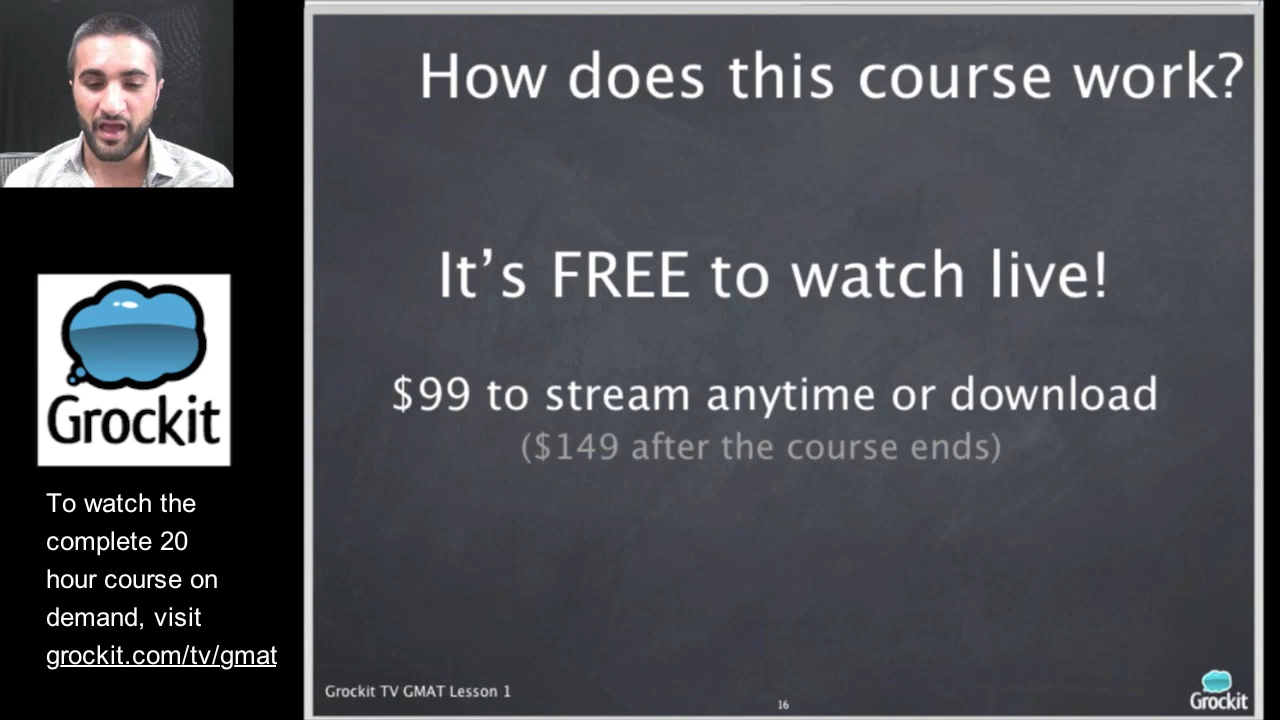 How does this course work?
It's FREE to watch live!
$99 to stream anytime or download
($149 after the course ends)
Grockit
To watch the
complete 20
hour course on
demand, visit
grockit.com/tv/gmat
Grockit TV GMAT Lesson 1
16
Grockit